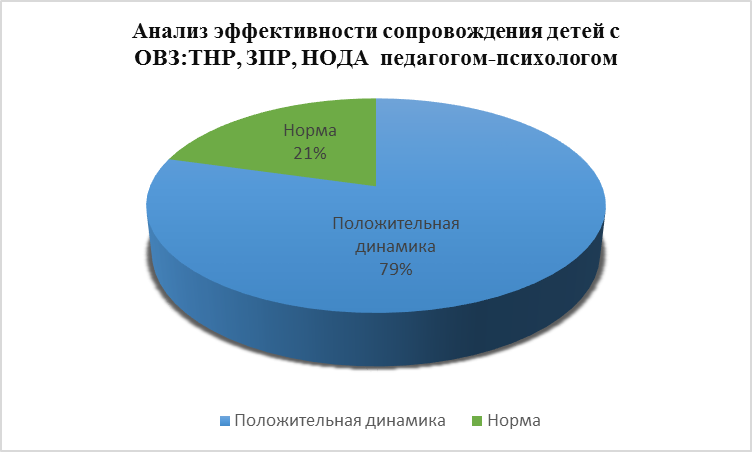 Анализ эффективности сопровождения детей с
ОВЗ:ТНР, ЗПР, НОДА педагогом-психологом
Норма
21%
Положительная
динамика
79%
Положительная динамика
Норма